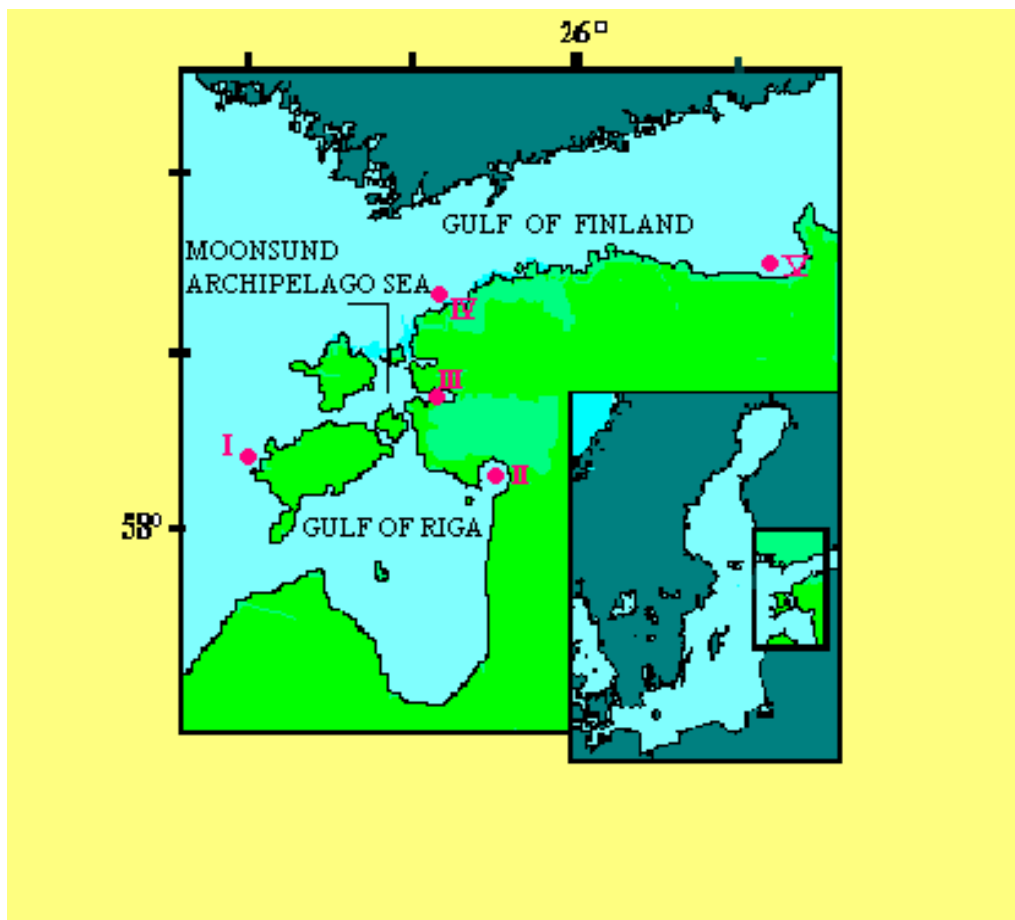 26°
GULF OF FINLAND
MOONSUND
ARCHIPELAGO SEA
V
IV
III
I
II
58°
GULF OF RIGA